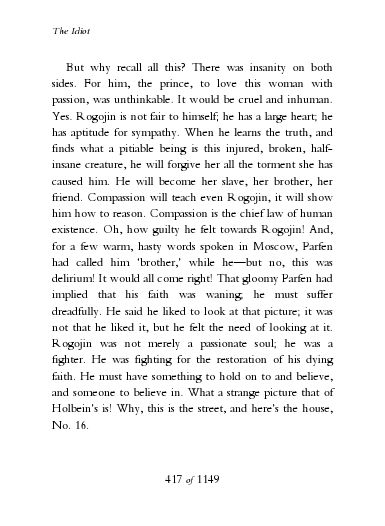 The Idiot
But why recall all this? There was insanity on both
sides. For him, the prince, to love this woman with
passion, was unthinkable. It would be cruel and inhuman.
Yes. Rogojin is not fair to himself; he has a large heart; he
has aptitude for sympathy. When he learns the truth, and
finds what a pitiable being is this injured, broken, half-
insane creature, he will forgive her all the torment she has
caused him. He will become her slave, her brother, her
friend. Compassion will teach even Rogojin, it will show
him how to reason. Compassion is the chief law of human
existence. Oh, how guilty he felt towards Rogojin! And,
for a few warm, hasty words spoken in Moscow, Parfen
had called him ‘brother,’ while he—but no, this was
delirium! It would all come right! That gloomy Parfen had
implied that his faith was waning; he must suffer
dreadfully. He said he liked to look at that picture; it was
not that he liked it, but he felt the need of looking at it.
Rogojin was not merely a passionate soul; he was a
fighter. He was fighting for the restoration of his dying
faith. He must have something to hold on to and believe,
and someone to believe in. What a strange picture that of
Holbein’s is! Why, this is the street, and here’s the house,
No. 16.
417 of 1149